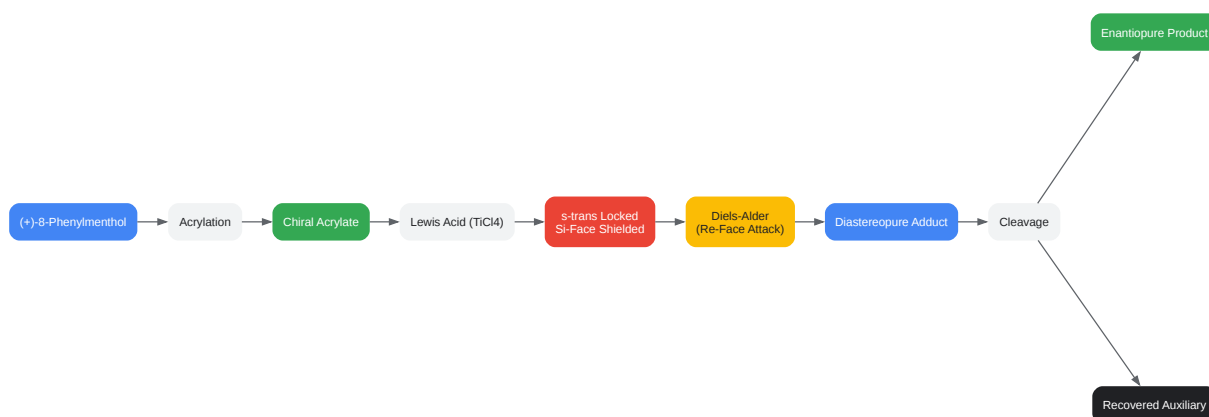 (+)-8-Phenylmenthol
Acrylation
Chiral Acrylate
Lewis Acid (TiCl4)
s-trans Locked
Si-Face Shielded
Diels-Alder
(Re-Face Attack)
Diastereopure Adduct
Cleavage
Enantiopure Product
Recovered Auxiliary